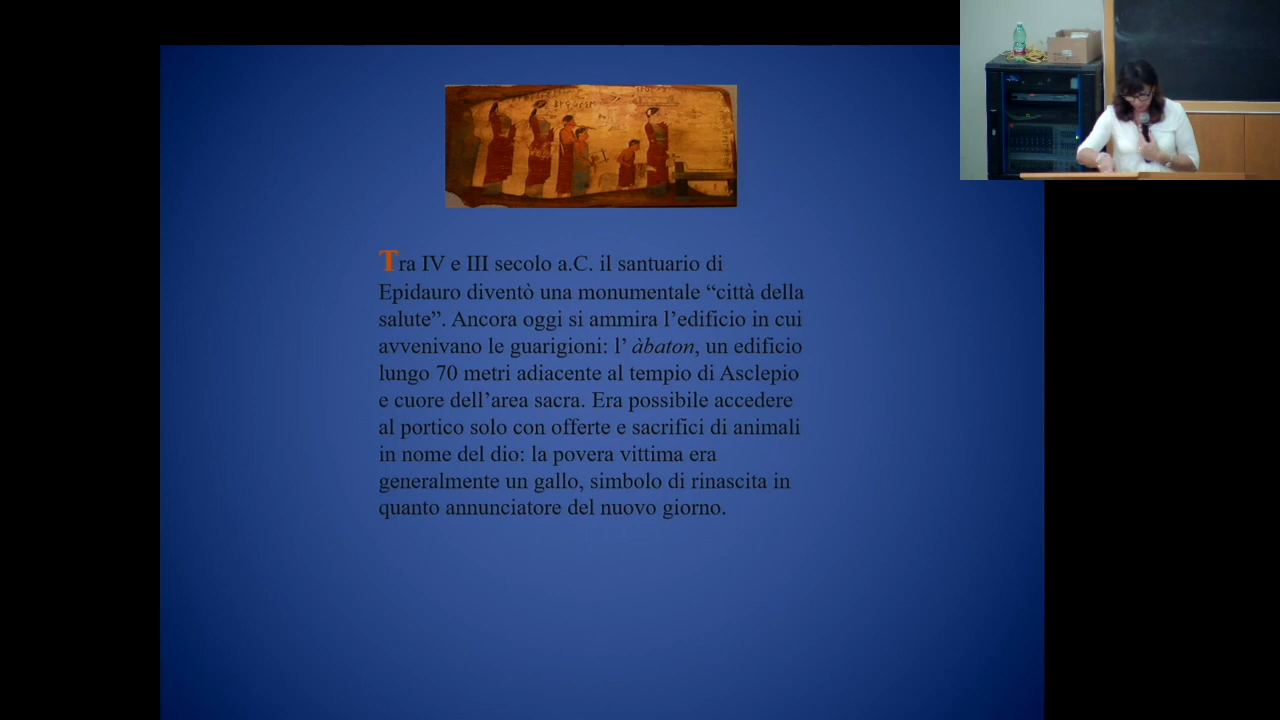 Tra IV e III secolo a.C. il santuario di
Epidauro diventò una monumentale “città della
salute”. Ancora oggi si ammira l’edificio in cui
avvenivano le guarigioni: l’ àbaton, un edificio
lungo 70 metri adiacente al tempio di Asclepio
e cuore dell’area sacra. Era possibile accedere
al portico solo con offerte e sacrifici di animali
in nome del dio: la povera vittima era
generalmente un gallo, simbolo di rinascita in
quanto annunciatore del nuovo giorno.